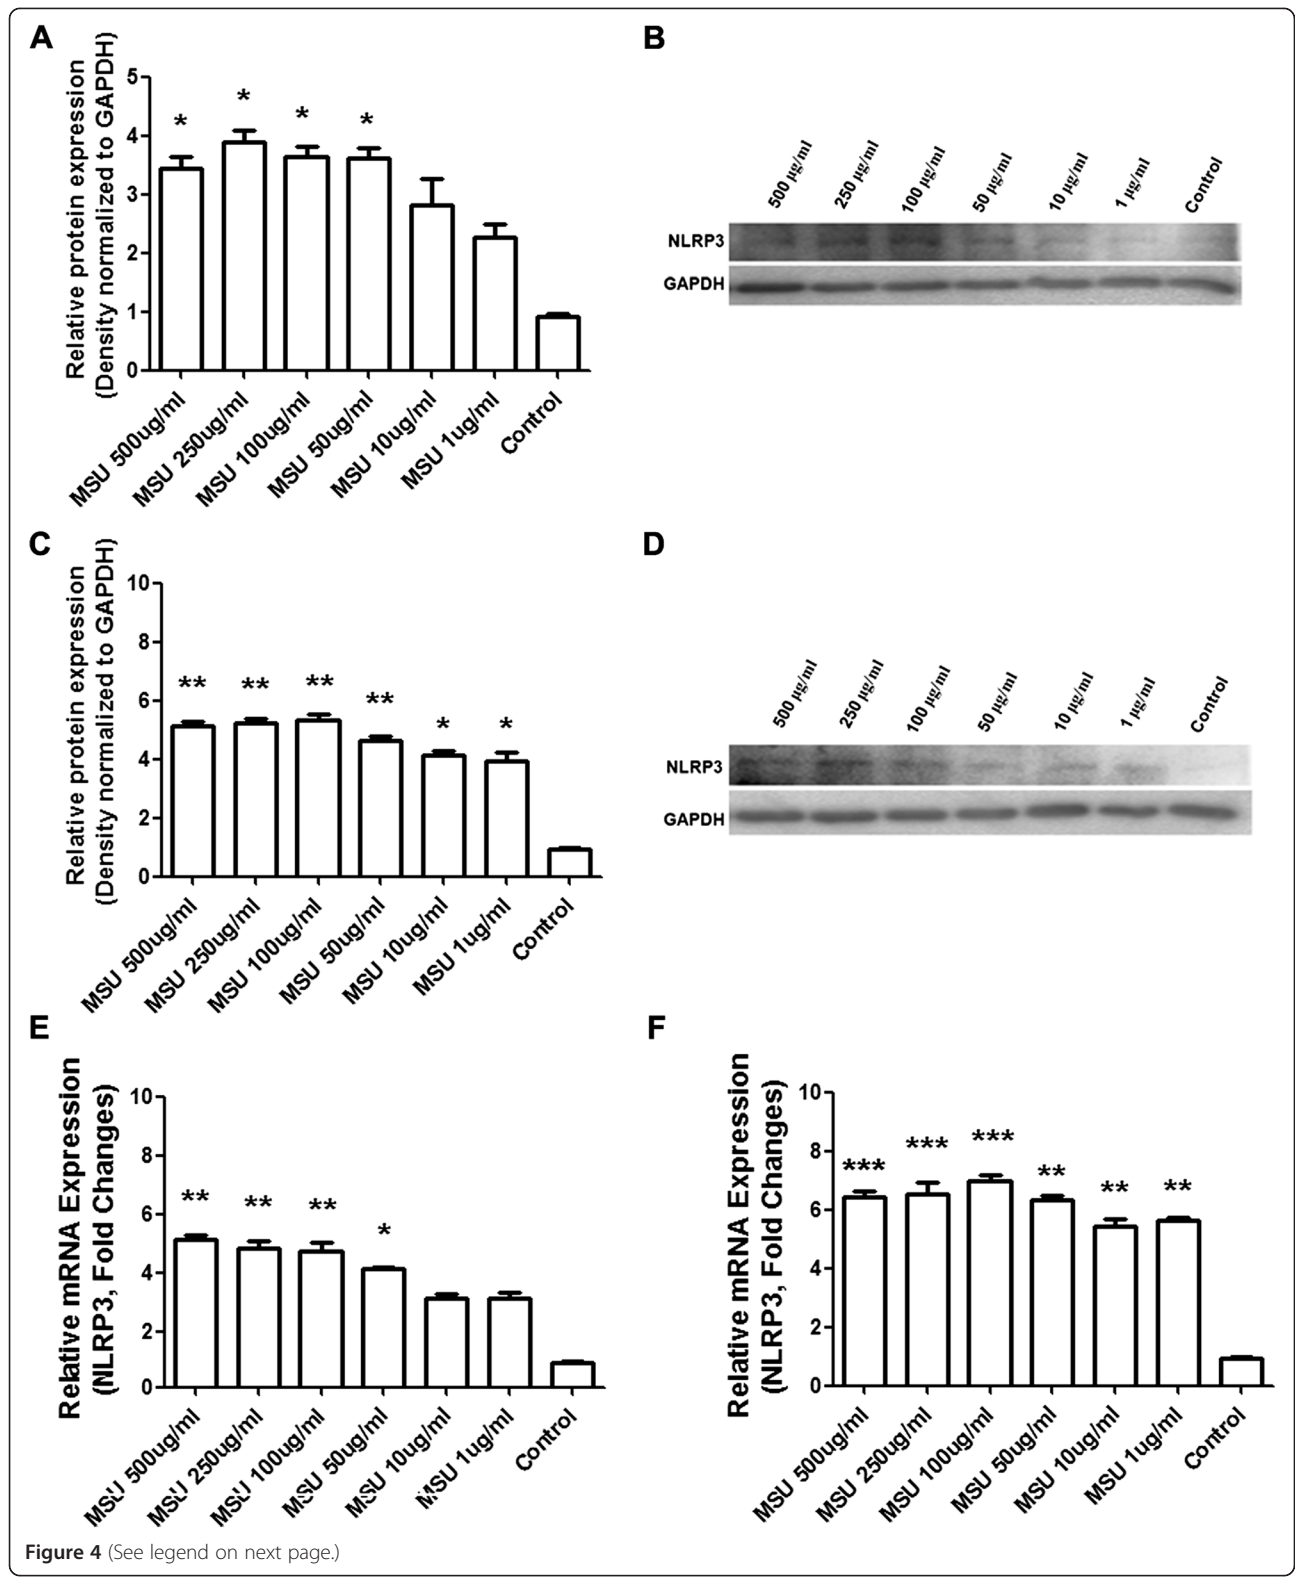 A
Relative protein expression
(Density normalized to GAPDH)
5
4
3
2
1
0
*
*
*
*
MSU 500ug/ml
MSU 250ug/ml
MSU 100ug/ml
MSU 50ug/ml
MSU 10ug/ml
MSU 1ug/ml
Control
B
500 µg/ml
250 µg/ml
100 µg/ml
50 µg/ml
10 µg/ml
1 µg/ml
Control
NLRP3
GAPDH
C
Relative protein expression
(Density normalized to GAPDH)
10
8
6
4
2
0
**
**
**
**
*
*
MSU 500ug/ml
MSU 250ug/ml
MSU 100ug/ml
MSU 50ug/ml
MSU 10ug/ml
MSU 1ug/ml
Control
D
500 µg/ml
250 µg/ml
100 µg/ml
50 µg/ml
10 µg/ml
1 µg/ml
Control
NLRP3
GAPDH
E
Relative mRNA Expression
(NLRP3, Fold Changes)
10
8
6
4
2
0
**
**
**
*
MSU 500ug/ml
MSU 250ug/ml
MSU 100ug/ml
MSU 50ug/ml
MSU 10ug/ml
MSU 1ug/ml
Control
F
Relative mRNA Expression
(NLRP3, Fold Changes)
10
8
6
4
2
0
***
***
***
**
**
**
MSU 500ug/ml
MSU 250ug/ml
MSU 100ug/ml
MSU 50ug/ml
MSU 10ug/ml
MSU 1ug/ml
Control
Figure 4 (See legend on next page.)